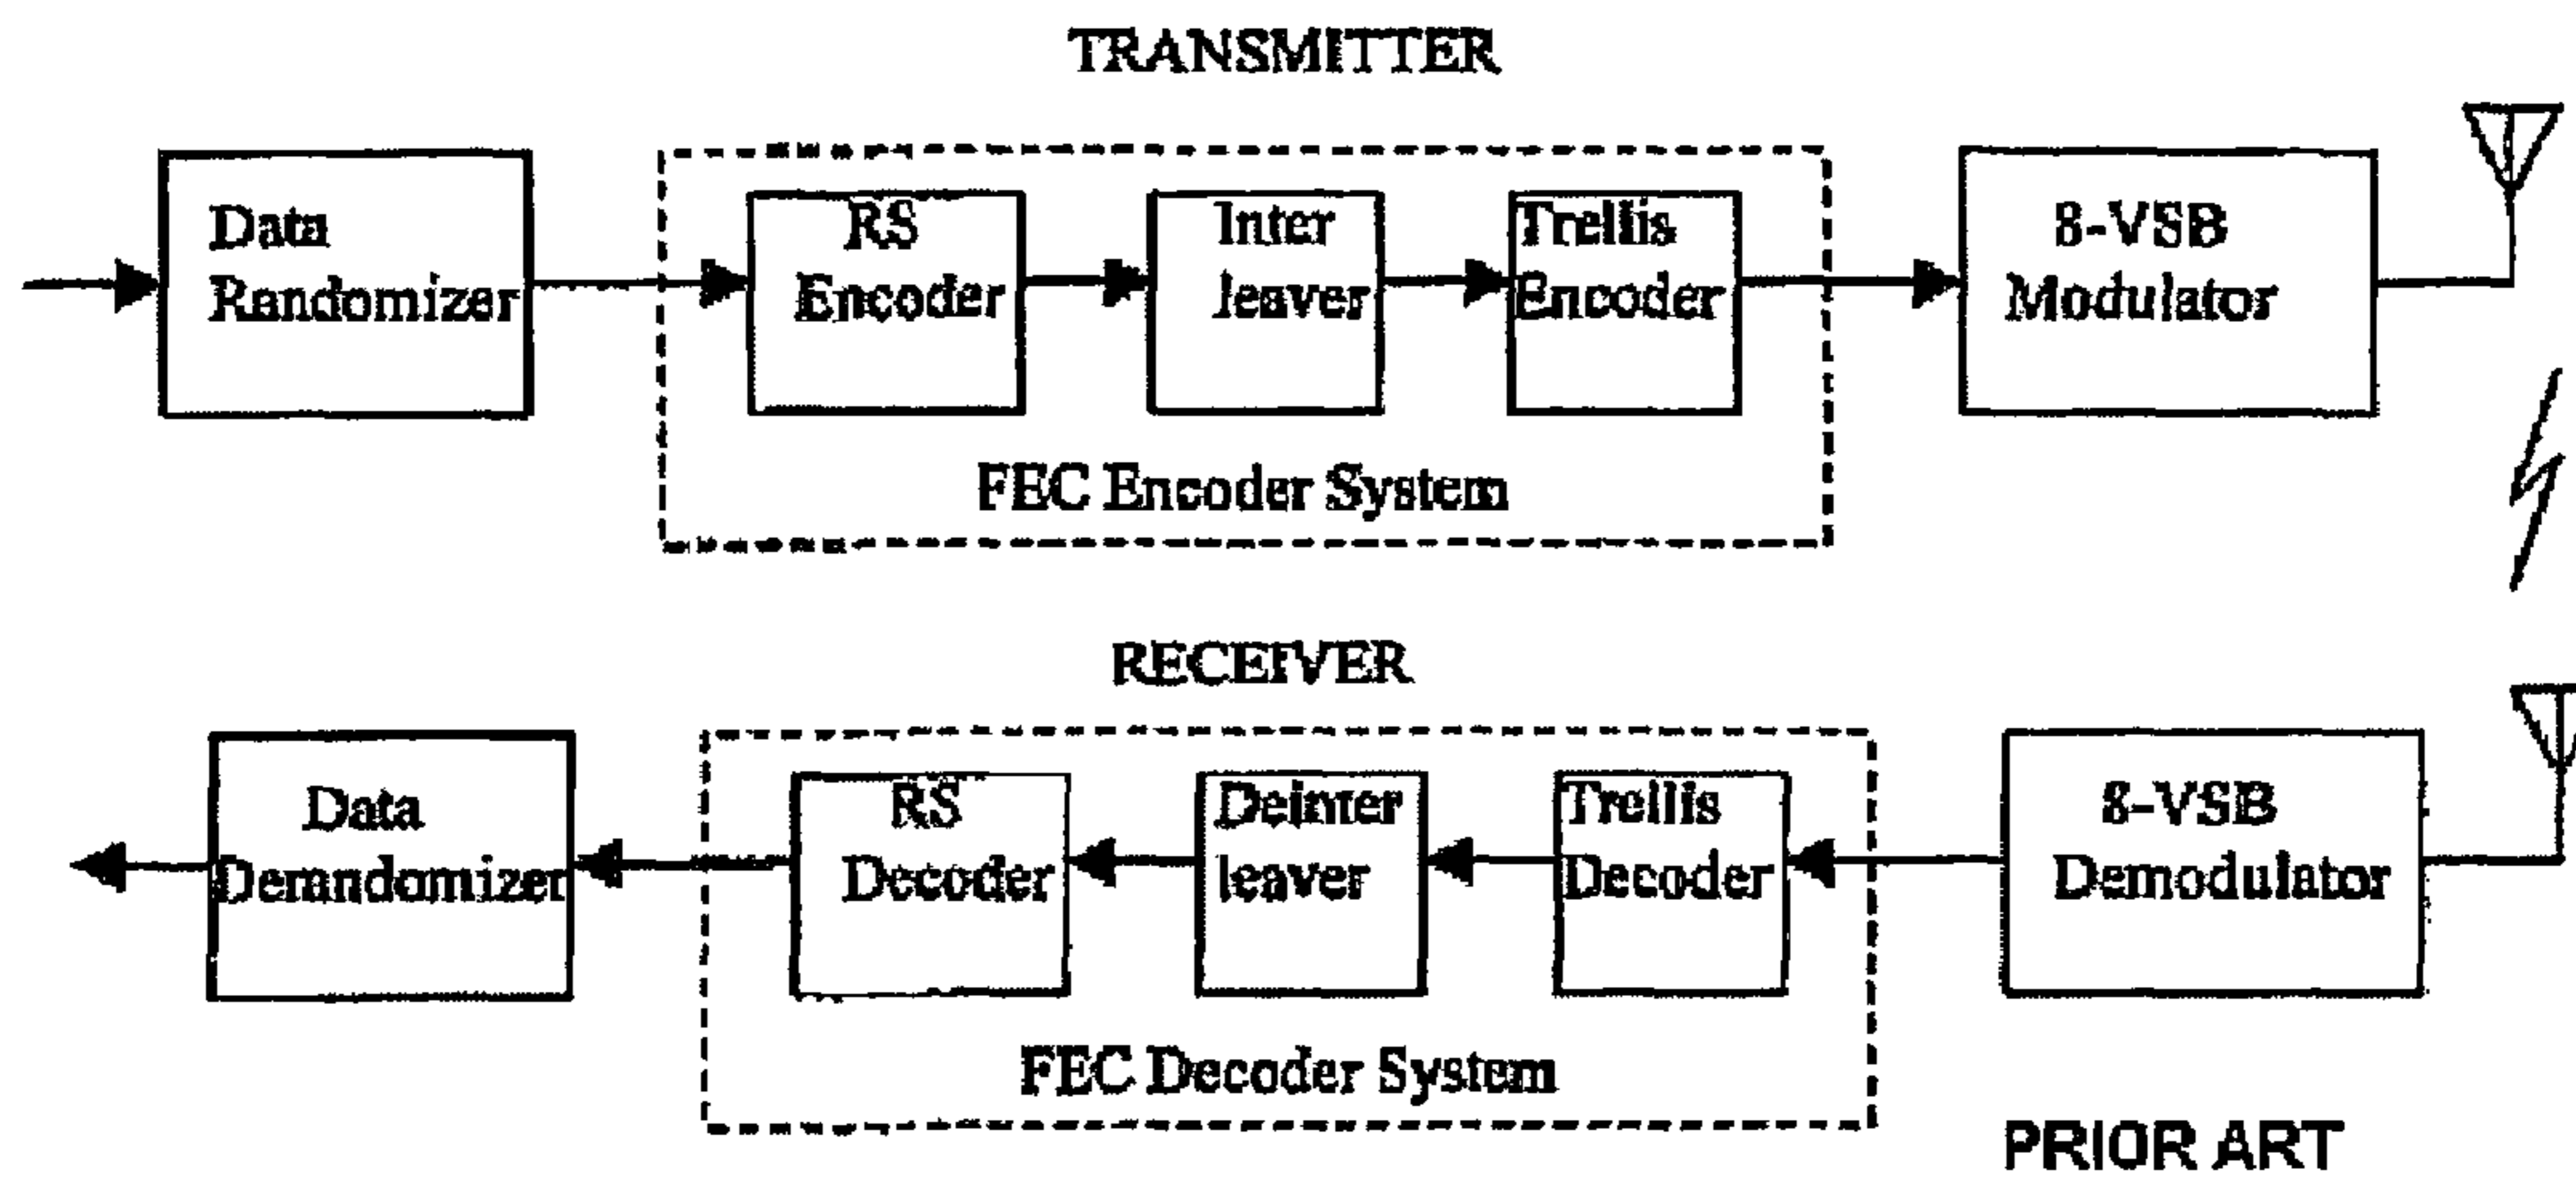 TRANSMITTER
Data
Randomizer
RS
Encoder
Inter
leaver
Trellis
Encoder
8-VSB
Modulator
FEC Encoder System
RECEIVER
Data
Derandomizer
RS
Decoder
Deinter
leaver
Trellis
Decoder
8-VSB
Demodulator
FEC Decoder System
PRIOR ART